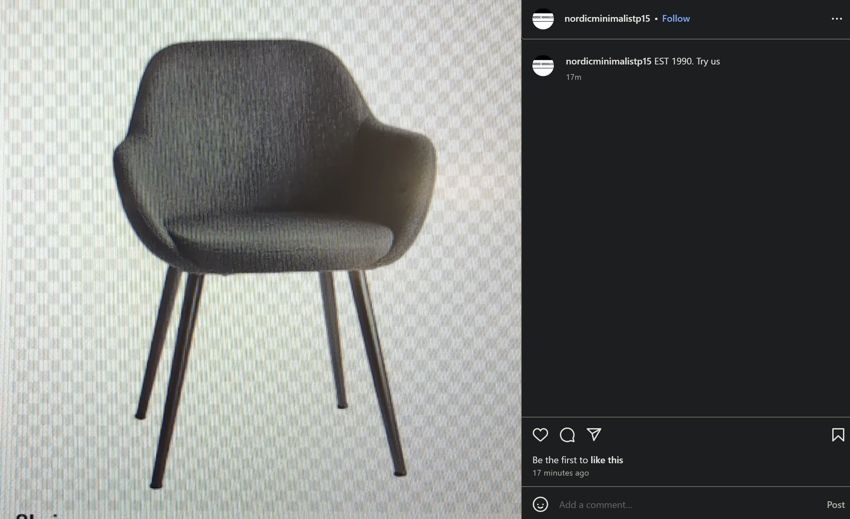 nordicminimalistp15 • Follow
nordicminimalistp15 EST 1990. Try us
17m
Be the first to like this
17 minutes ago
Add a comment...
Post